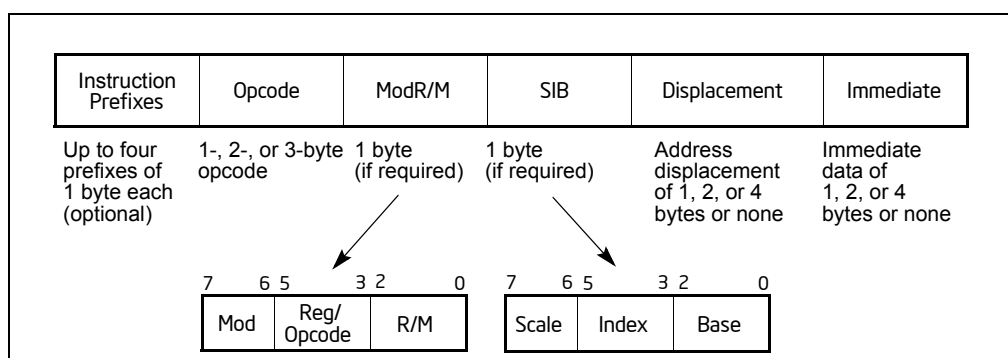 Instruction
Prefixes
Opcode
ModR/M
SIB
Displacement
Immediate
Up to four
prefixes of
1 byte each
(optional)
1-, 2-, or 3-byte
opcode
1 byte
(if required)
1 byte
(if required)
Address
displacement
of 1, 2, or 4
bytes or none
Immediate
data of
1, 2, or 4
bytes or none
7 6 5 3 2 0
Mod
Reg/
Opcode
R/M
7 6 5 3 2 0
Scale
Index
Base